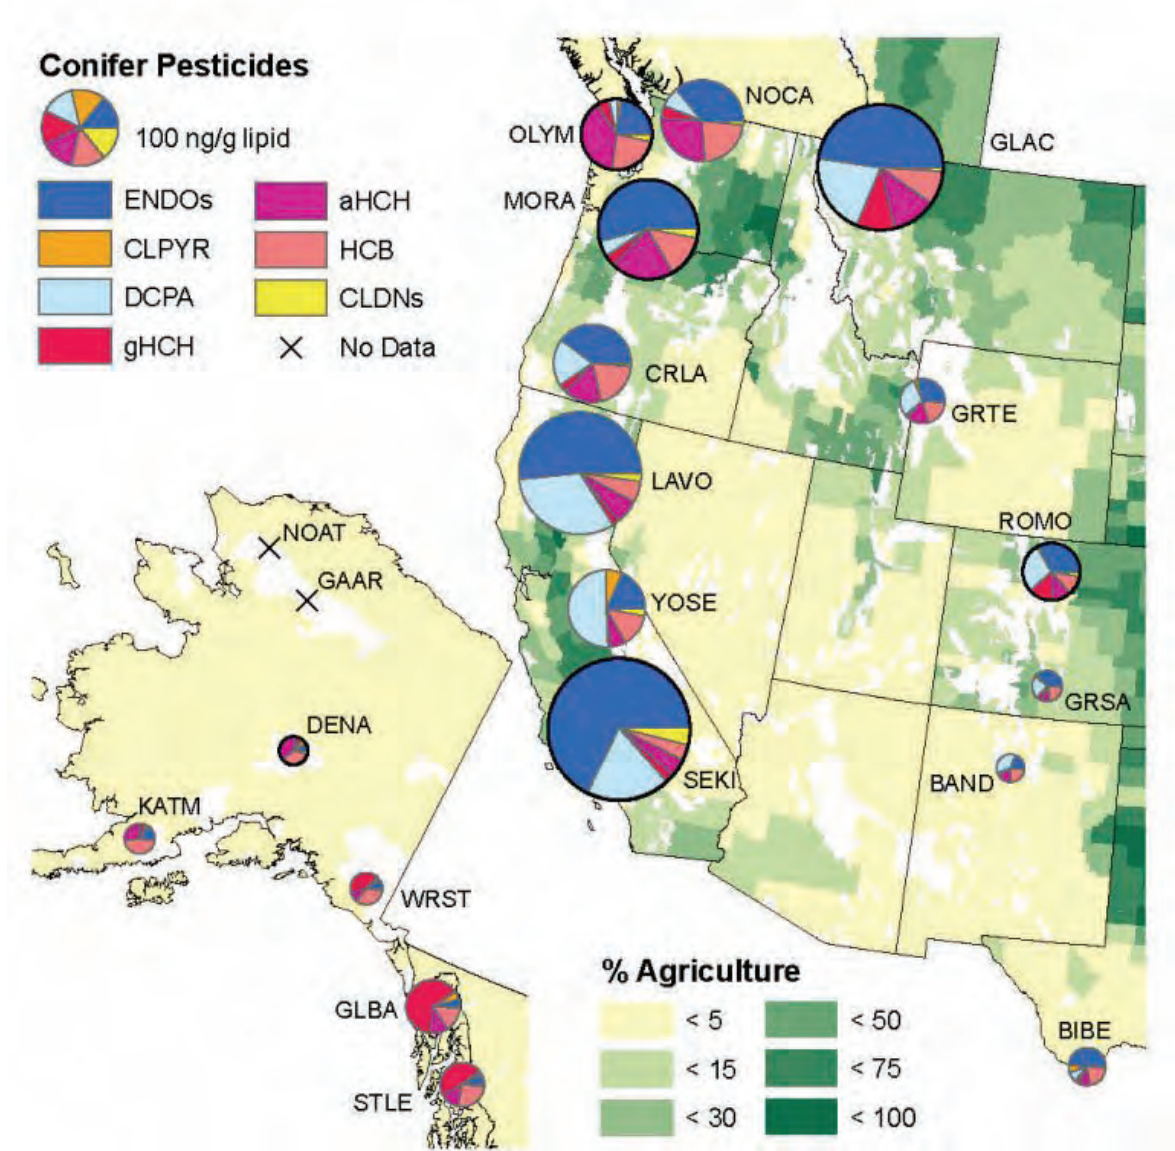 Conifer Pesticides
100 ng/g lipid
ENDOs
aHCH
CLPYR
HCB
DCPA
CLDNs
gHCH
No Data
NOCA
OLYM
GLAC
MORA
CRLA
GRTE
LAVO
ROMO
NOAT
GAAR
YOSE
GRSA
DENA
SEKI
BAND
KATM
WRST
% Agriculture
GLBA
< 5
< 50
BIBE
< 15
< 75
STLE
< 30
< 100